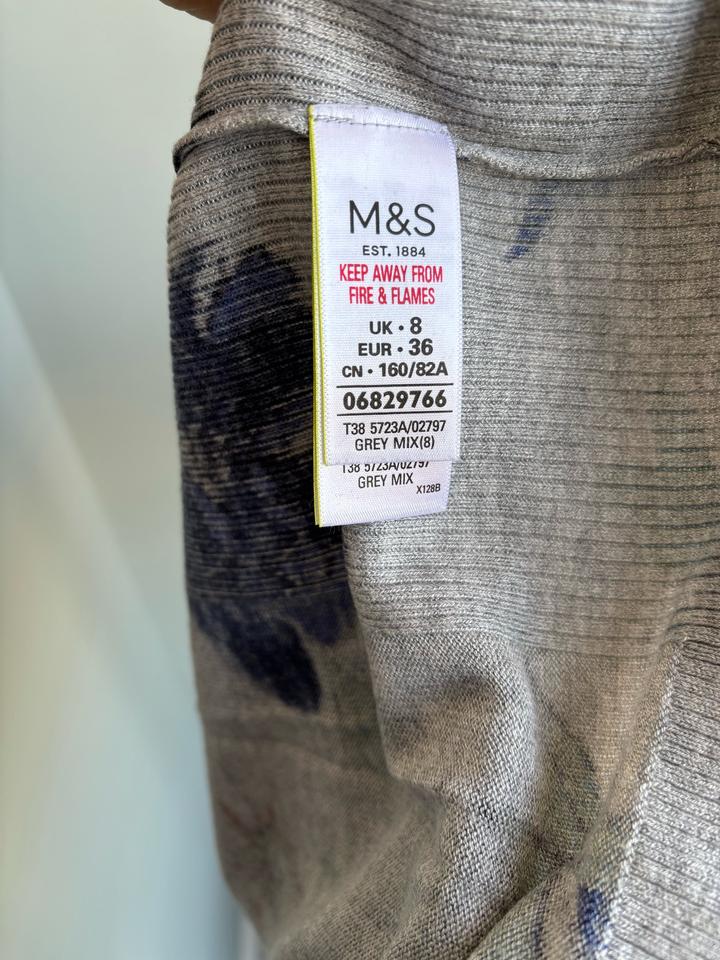 M&S
EST. 1884
KEEP AWAY FROM
FIRE & FLAMES
UK • 8
EUR • 36
CN • 160/82A
06829766
T38 5723A/02797
GREY MIX(8)
T38 5723A/02797
GREY MIX
X128B